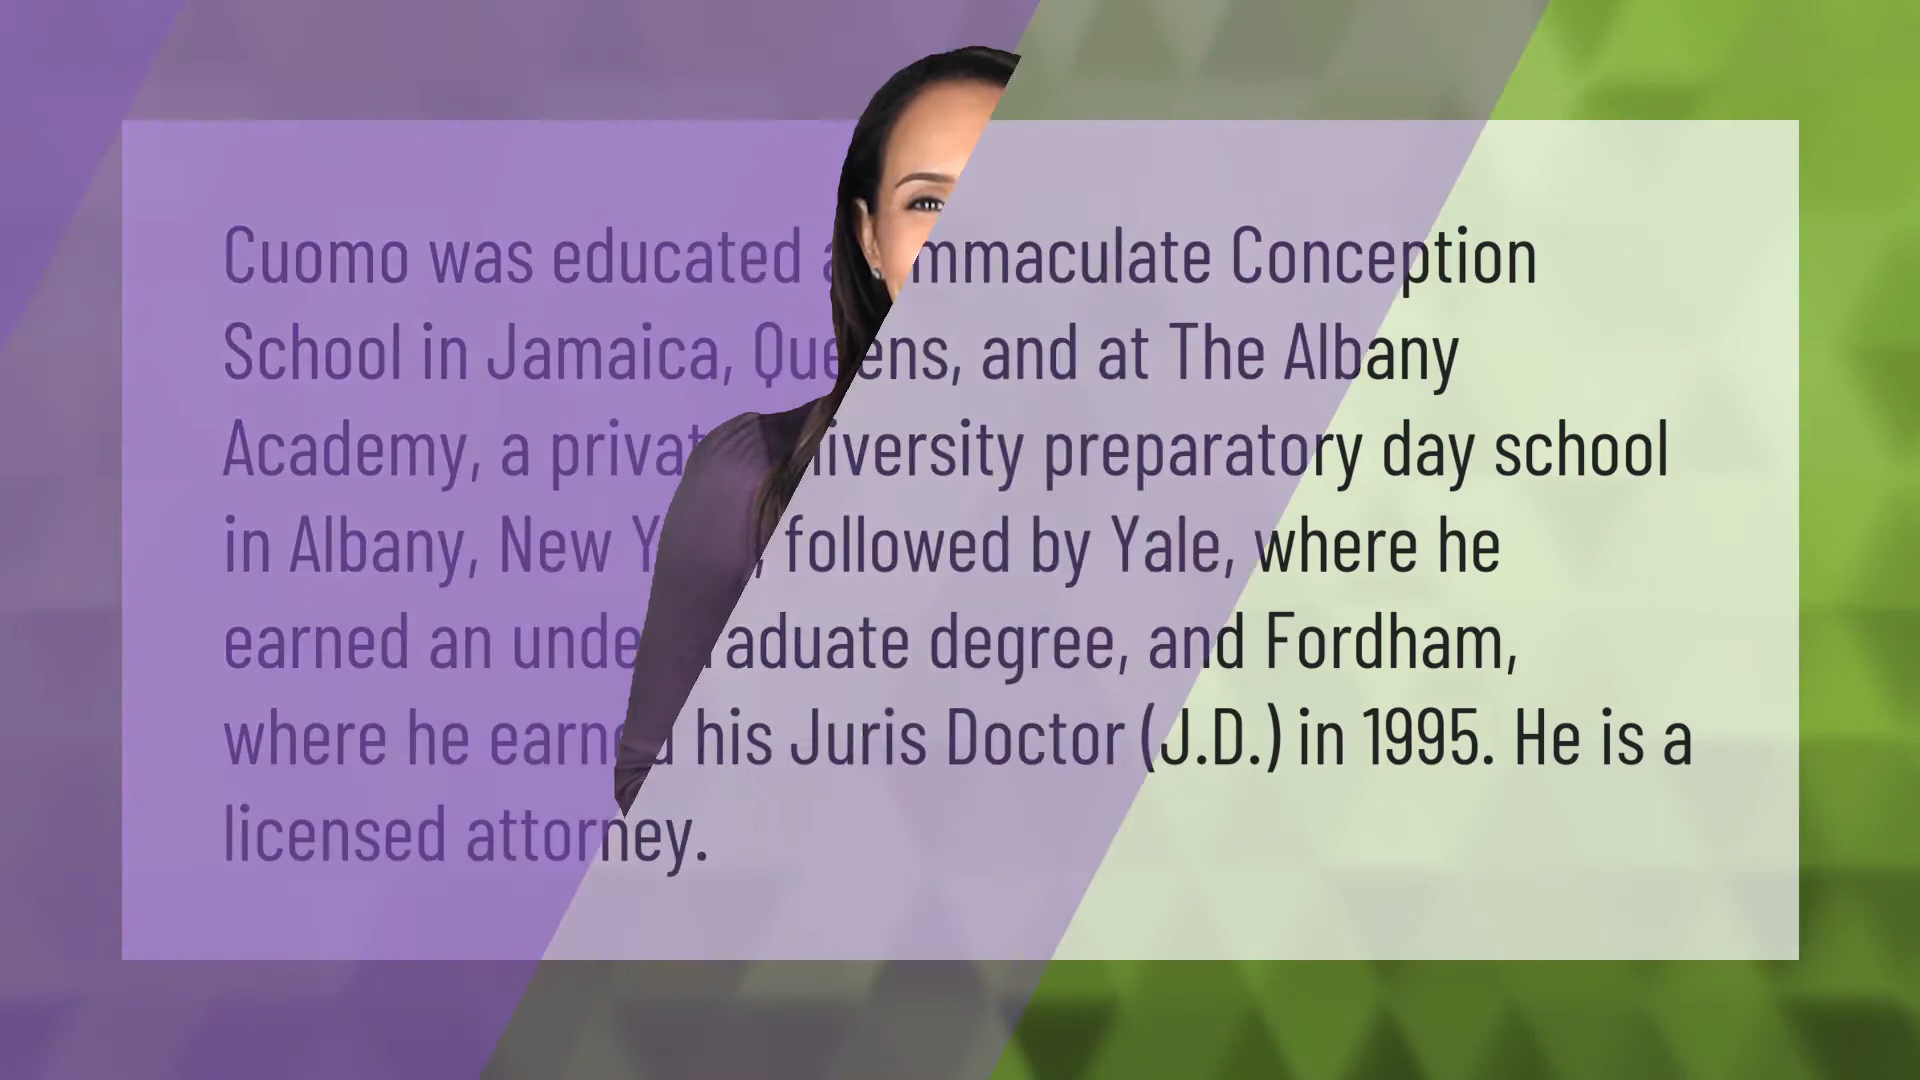 Cuomo was educated Immaculate Conception
School in Jamaica, Queens, and at The Albany
Academy, a private university preparatory day school
in Albany, New York, followed by Yale, where he
earned an undergraduate degree, and Fordham,
where he earned his Juris Doctor (J.D.) in 1995. He is a
licensed attorney.